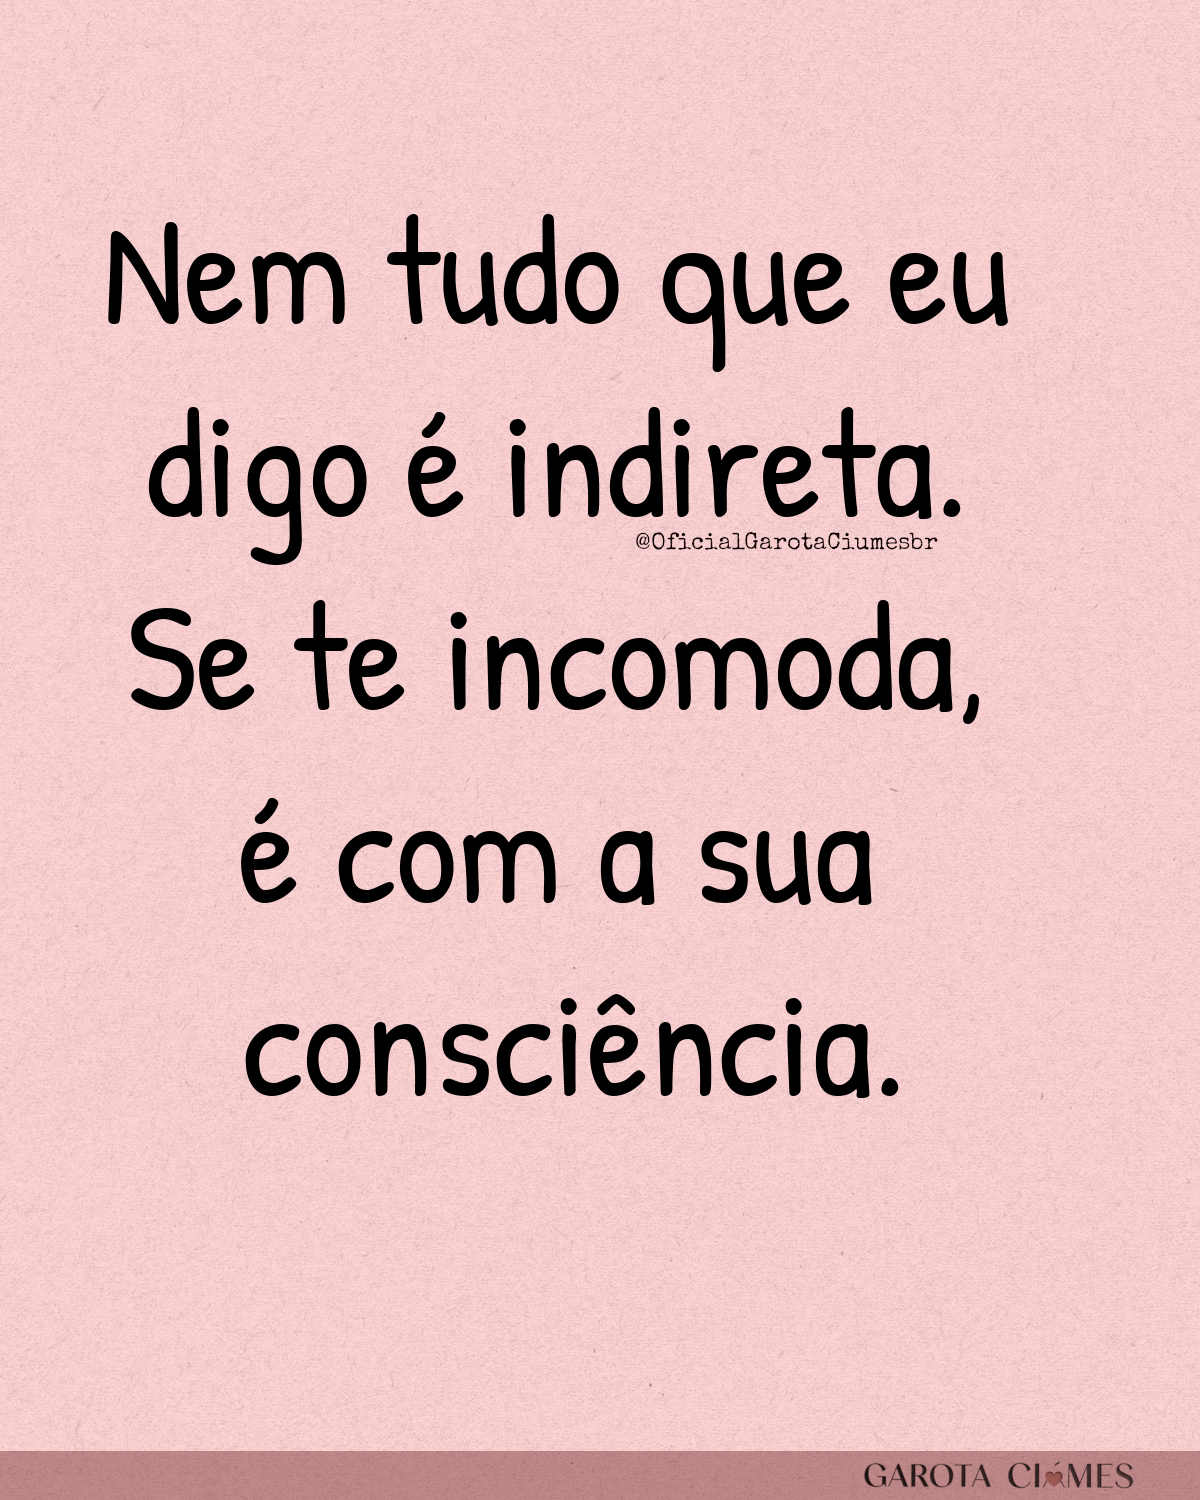 Nem tudo que eu
digo é indireta.
@OficialGarotaCiumesbr
Se te incomoda,
é com a sua
consciência.
GAROTA CIÚMES